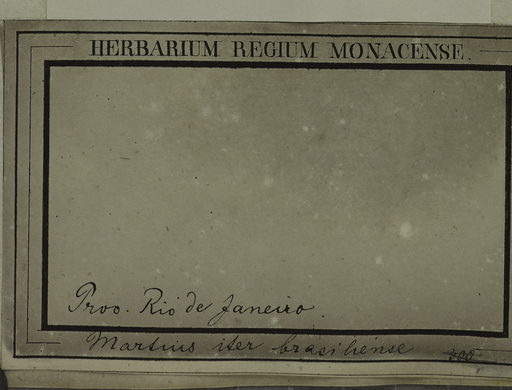 HERBARIUM REGIUM MONACENSE.
Prov. Rio de Janeiro.
Martius iter brasiliense